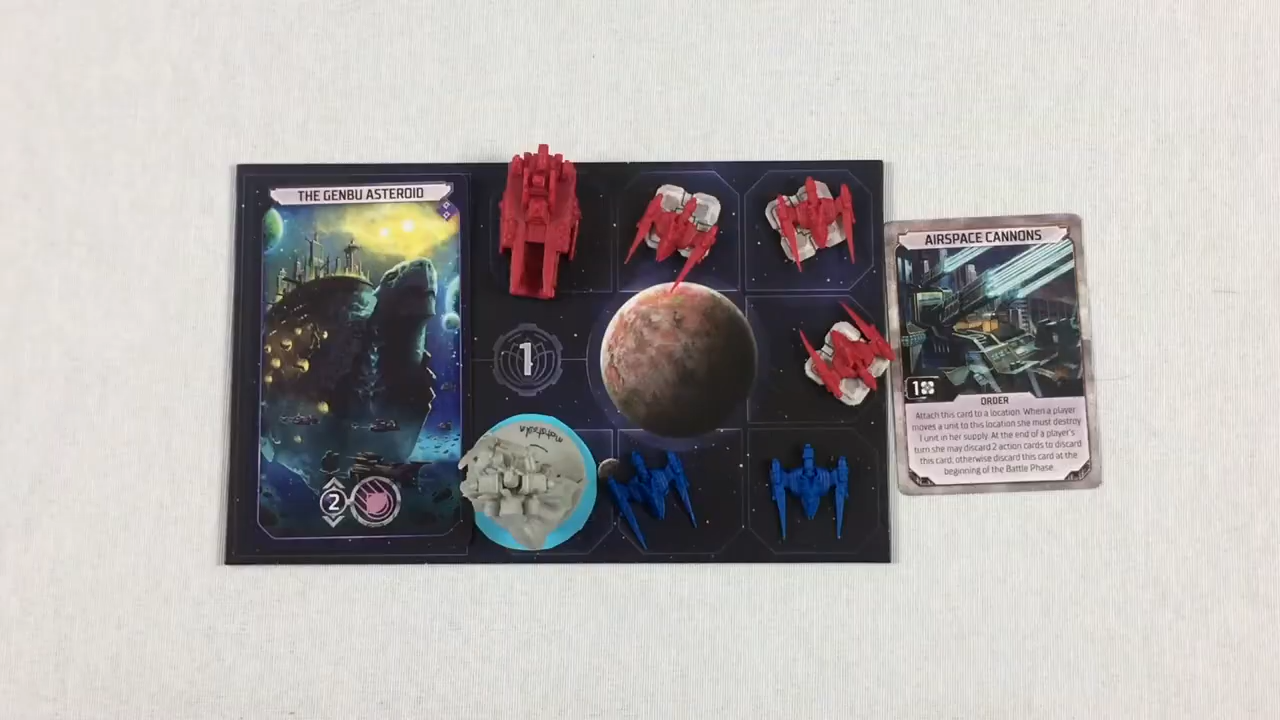 THE GENBU ASTEROID
2
1
AIRSPACE CANNONS
1
ORDER
Attach this card to a location. When a player
moves a unit to this location she must destroy
1 unit in her supply. At the end of a player's
turn she may discard 2 action cards to discard
this card, otherwise discard this card at the
beginning of the Battle Phase.